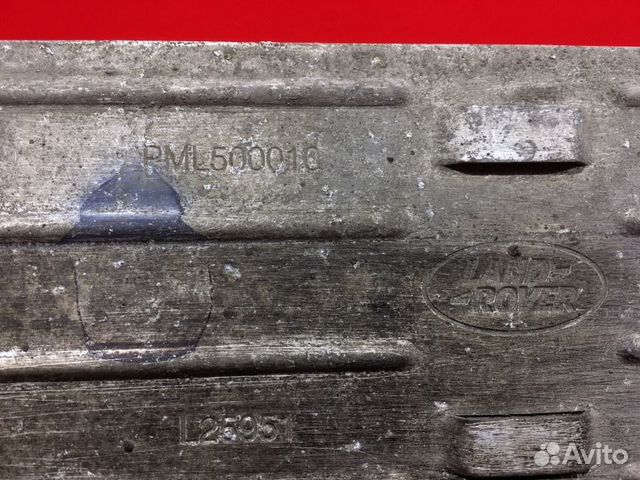 PML500010
LAND-
-ROVER
L25951
Avito